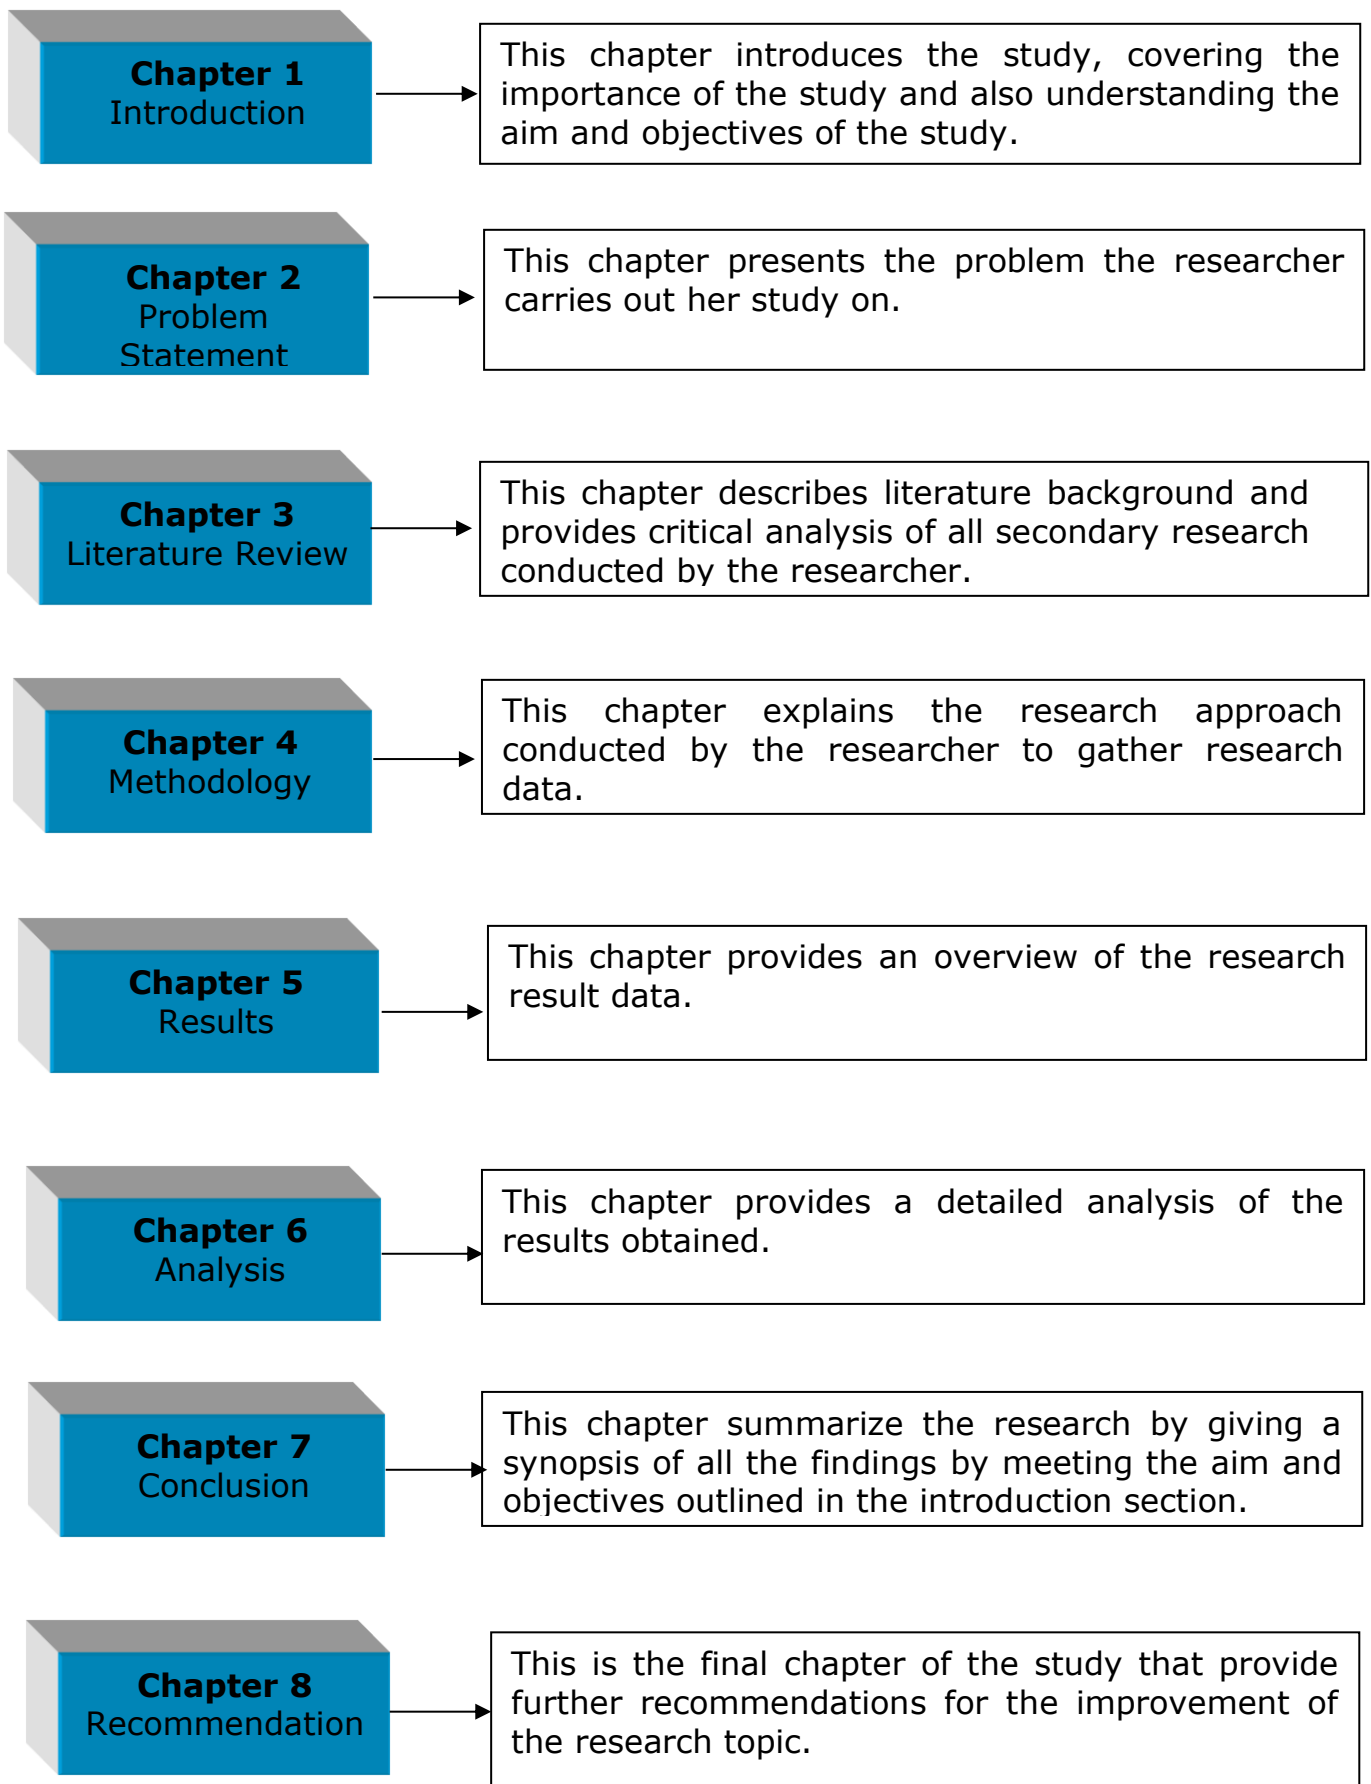 Chapter 1
Introduction
This chapter introduces the study, covering the
importance of the study and also understanding the
aim and objectives of the study.
Chapter 2
Problem
Statement
This chapter presents the problem the researcher
carries out her study on.
Chapter 3
Literature Review
This chapter describes literature background and
provides critical analysis of all secondary research
conducted by the researcher.
Chapter 4
Methodology
This chapter explains the research approach
conducted by the researcher to gather research
data.
Chapter 5
Results
This chapter provides an overview of the research
result data.
Chapter 6
Analysis
This chapter provides a detailed analysis of the
results obtained.
Chapter 7
Conclusion
This chapter summarize the research by giving a
synopsis of all the findings by meeting the aim and
objectives outlined in the introduction section.
Chapter 8
Recommendation
This is the final chapter of the study that provide
further recommendations for the improvement of
the research topic.